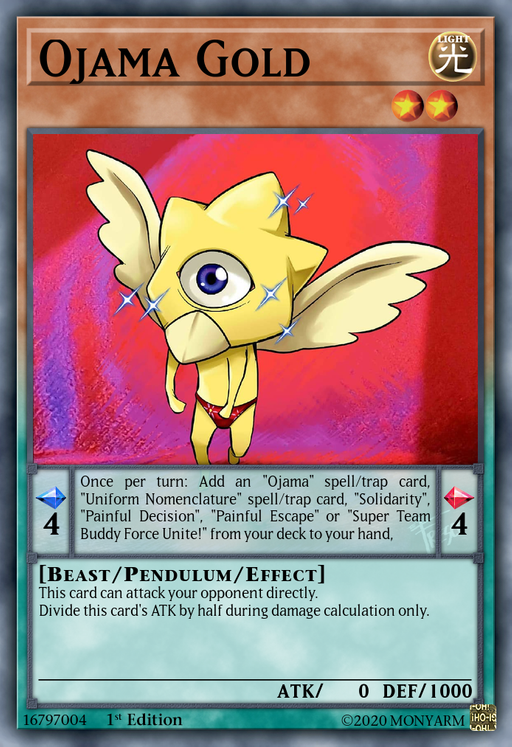 Ojama Gold
LIGHT
光
Once per turn: Add an "Ojama" spell/trap card,
"Uniform Nomenclature" spell/trap card, "Solidarity",
"Painful Decision", "Painful Escape" or "Super Team
Buddy Force Unite!" from your deck to your hand,
4
4
[Beast/Pendulum/Effect]
This card can attack your opponent directly.
Divide this card's ATK by half during damage calculation only.
ATK/ 0 DEF/1000
16797004 1st Edition ©2020 MONYARM